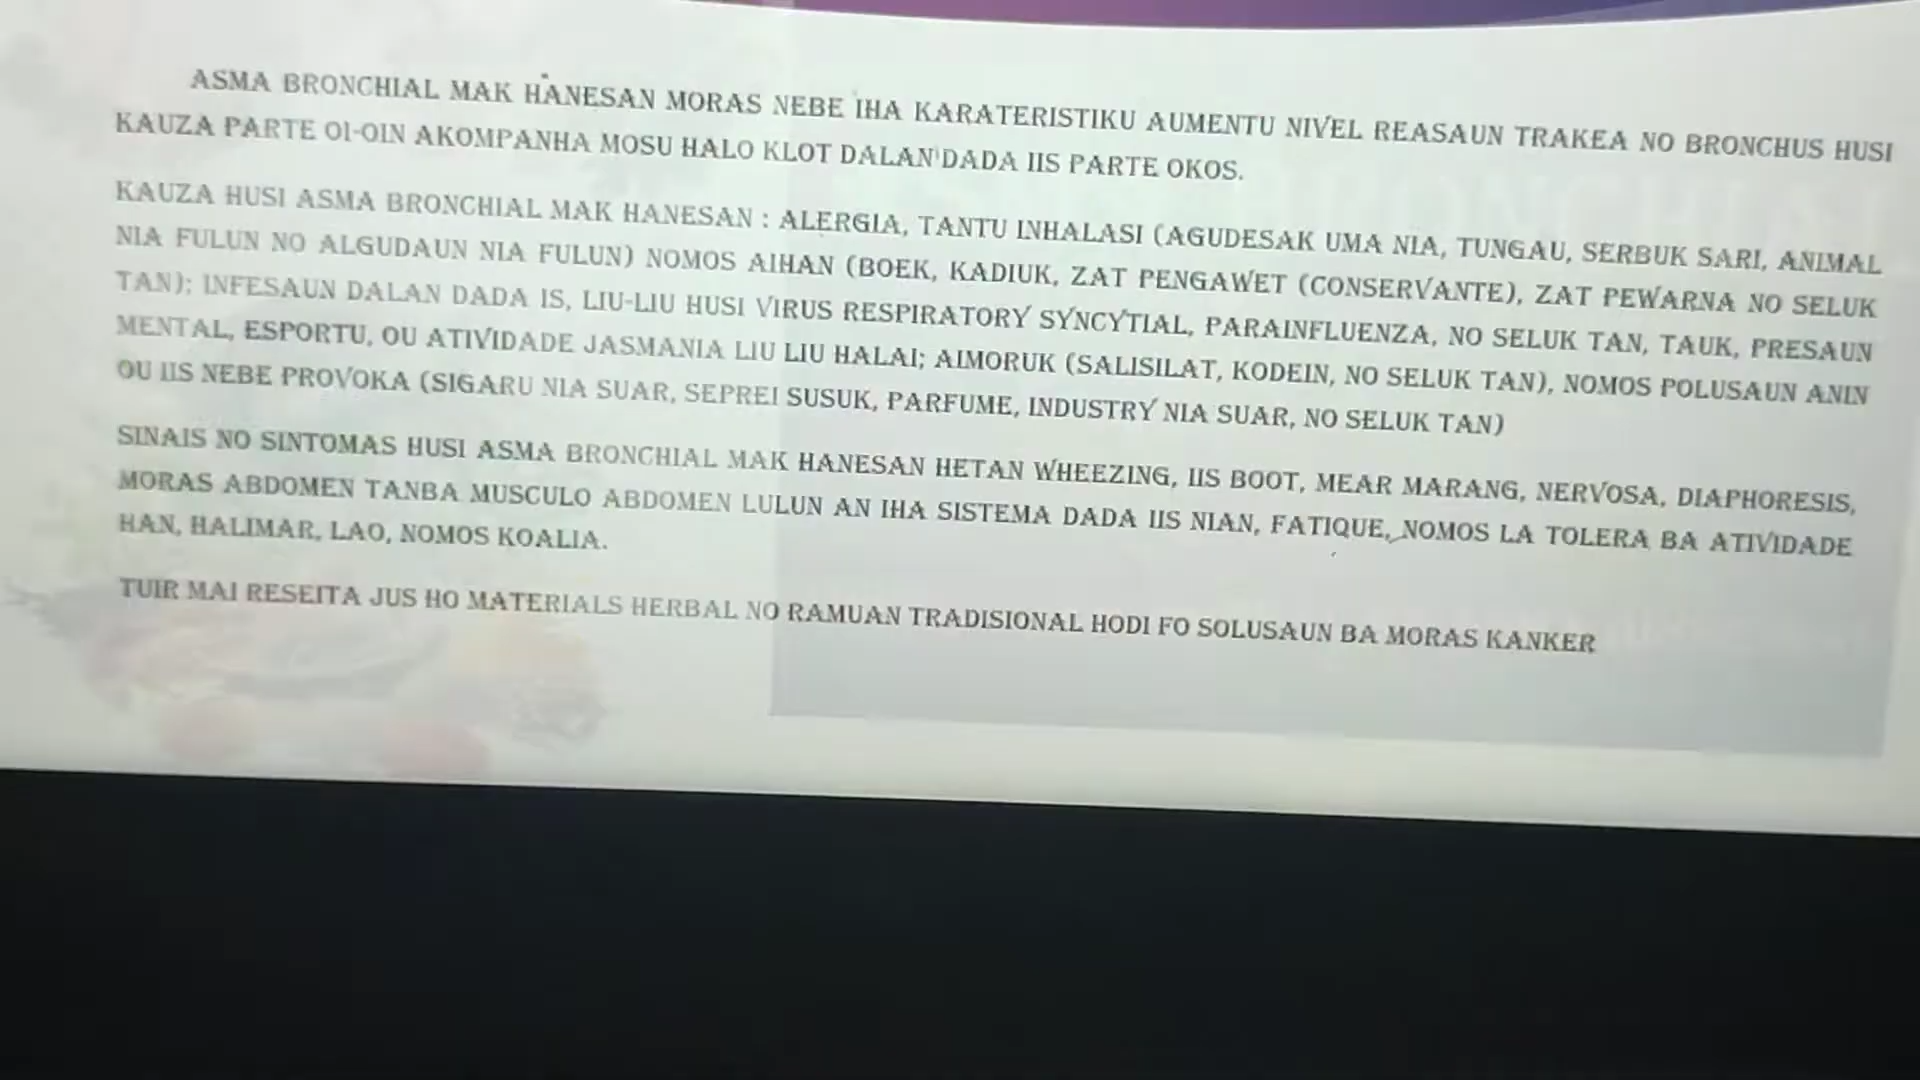 ASMA BRONCHIAL MAK HANESAN MORAS NEBE IHA KARATERISTIKU AUMENTU NIVEL REASAUN TRAKEA NO BRONCHUS HUSI
KAUZA PARTE OI-OIN AKOMPANHA MOSU HALO KLOT DALAN DADA IIS PARTE OKOS.
KAUZA HUSI ASMA BRONCHIAL MAK HANESAN : ALERGIA, TANTU INHALASI (AGUDESAK UMA NIA, TUNGAU, SERBUK SARI, ANIMAL
NIA FULUN NO ALGUDAUN NIA FULUN) NOMOS AIHAN (BOEK, KADIUK, ZAT PENGAWET (CONSERVANTE), ZAT PEWARNA NO SELUK
TAN); INFESAUN DALAN DADA IS, LIU-LIU HUSI VIRUS RESPIRATORY SYNCYTIAL, PARAINFLUENZA, NO SELUK TAN, TAUK, PRESAUN
MENTAL, ESPORTU, OU ATIVIDADE JASMANIA LIU LIU HALAI; AIMORUK (SALISILAT, KODEIN, NO SELUK TAN), NOMOS POLUSAUN ANIN
OU IIS NEBE PROVOKA (SIGARU NIA SUAR, SEPREI SUSUK, PARFUME, INDUSTRY NIA SUAR, NO SELUK TAN)
SINAIS NO SINTOMAS HUSI ASMA BRONCHIAL MAK HANESAN HETAN WHEEZING, IIS BOOT, MEAR MARANG, NERVOSA, DIAPHORESIS,
MORAS ABDOMEN TANBA MUSCULO ABDOMEN LULUN AN IHA SISTEMA DADA IIS NIAN, FATIQUE, NOMOS LA TOLERA BA ATIVIDADE
HAN, HALIMAR, LAO, NOMOS KOALIA.
TUIR MAI RESEITA JUS HO MATERIALS HERBAL NO RAMUAN TRADISIONAL HODI FO SOLUSAUN BA MORAS KANKER